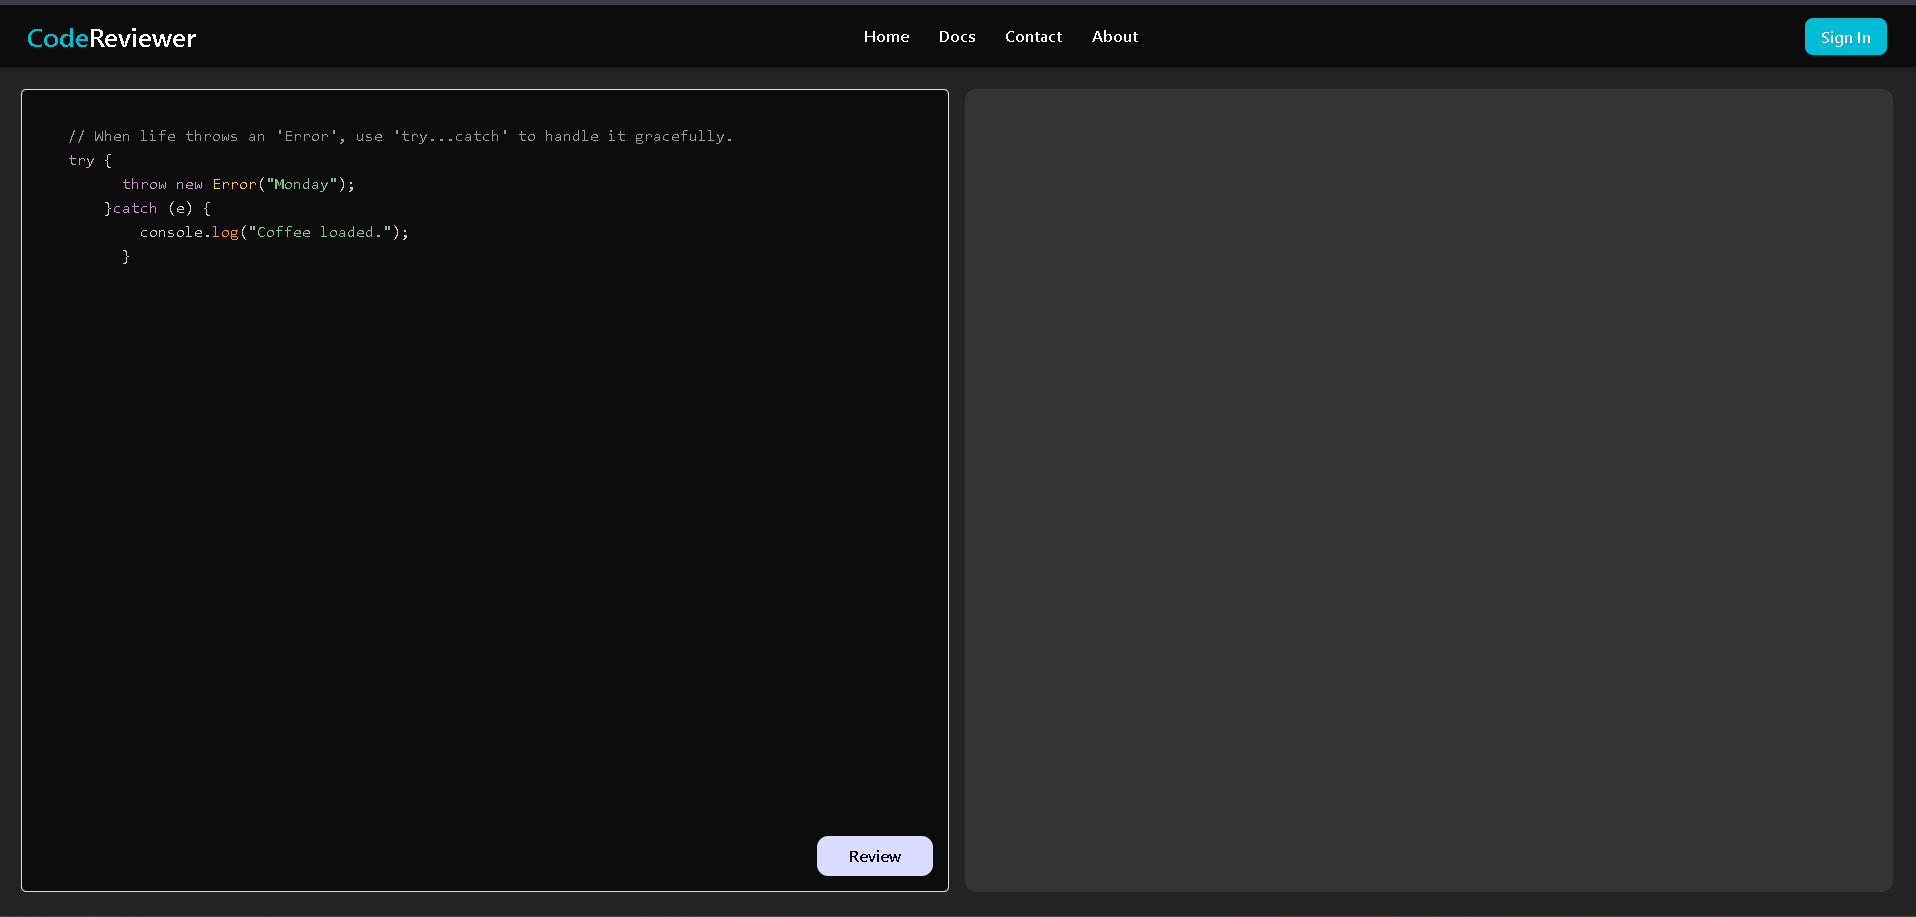 CodeReviewer
Home Docs Contact About
Sign In
// When life throws an 'Error', use 'try...catch' to handle it gracefully.
try {
      throw new Error("Monday");
    }catch (e) {
        console.log("Coffee loaded.");
      }
Review